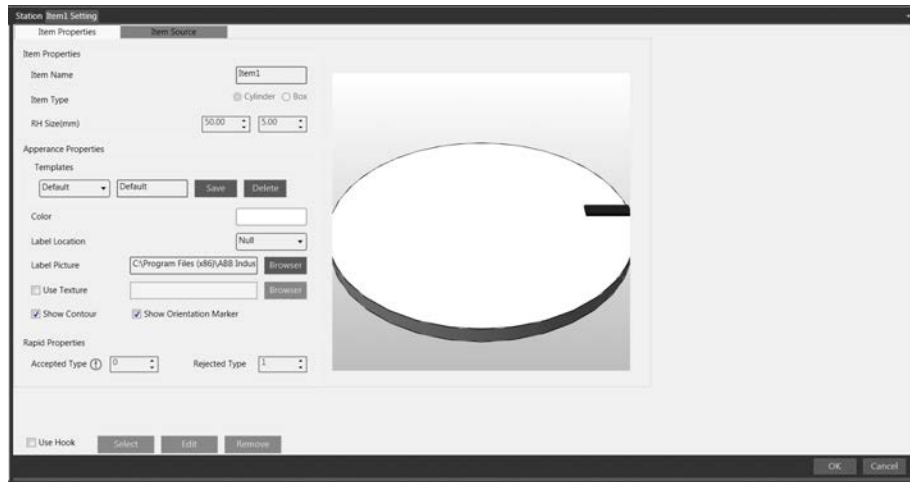 Station Item1 Setting
Item Properties Item Source
Item Properties
Item Name Item1
Item Type Cylinder Box
RH Size(mm) 50.00 5.00
Apperance Properties
Templates
Default Default Save Delete
Color
Label Location Null
Label Picture C:\Program Files (x86)\ABB Indus Browser
Use Texture Browser
Show Contour Show Orientation Marker
Rapid Properties
Accepted Type 0 Rejected Type 1
Use Hook Select Edit Remove
OK Cancel